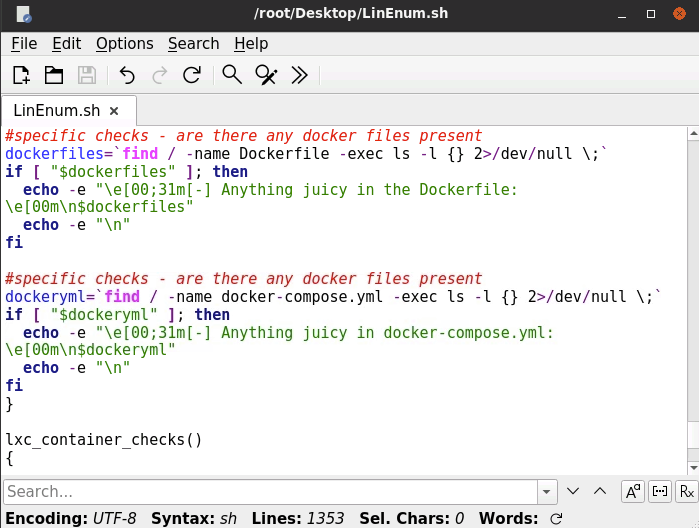 /root/Desktop/LinEnum.sh
File Edit Options Search Help
LinEnum.sh
#specific checks - are there any docker files present
dockerfiles=`find / -name Dockerfile -exec ls -l {} 2>/dev/null \;`
if [ "$dockerfiles" ]; then
  echo -e "\e[00;31m[-] Anything juicy in the Dockerfile:
\e[00m\n$dockerfiles"
  echo -e "\n"
fi
#specific checks - are there any docker files present
dockeryml=`find / -name docker-compose.yml -exec ls -l {} 2>/dev/null \;`
if [ "$dockeryml" ]; then
  echo -e "\e[00;31m[-] Anything juicy in docker-compose.yml:
\e[00m\n$dockeryml"
  echo -e "\n"
fi
}
lxc_container_checks()
{
Search... Aª Rx
Encoding: UTF-8 Syntax: sh Lines: 1353 Sel. Chars: 0 Words: